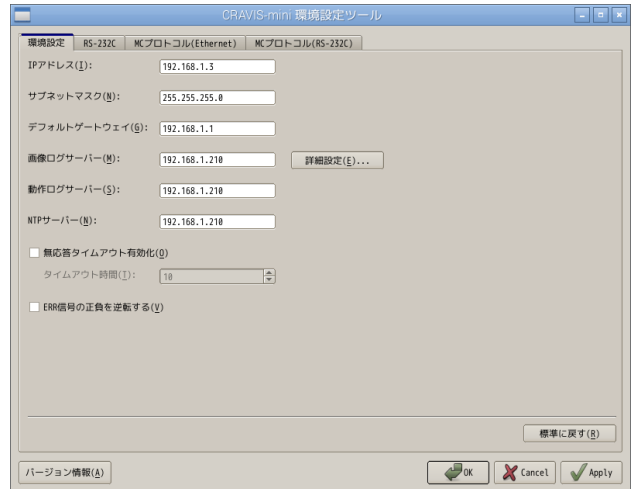 CRAVIS-mini 環境設定ツール
環境設定 RS-232C MCプロトコル(Ethernet) MCプロトコル(RS-232C)
IPアドレス(I): 192.168.1.3
サブネットマスク(N): 255.255.255.0
デフォルトゲートウェイ(G): 192.168.1.1
画像ログサーバー(M): 192.168.1.210 詳細設定(E)...
動作ログサーバー(S): 192.168.1.210
NTPサーバー(N): 192.168.1.210
無応答タイムアウト有効化(O)
タイムアウト時間(T): 10
ERR信号の正負を逆転する(V)
標準に戻す(R)
バージョン情報(A) OK Cancel Apply